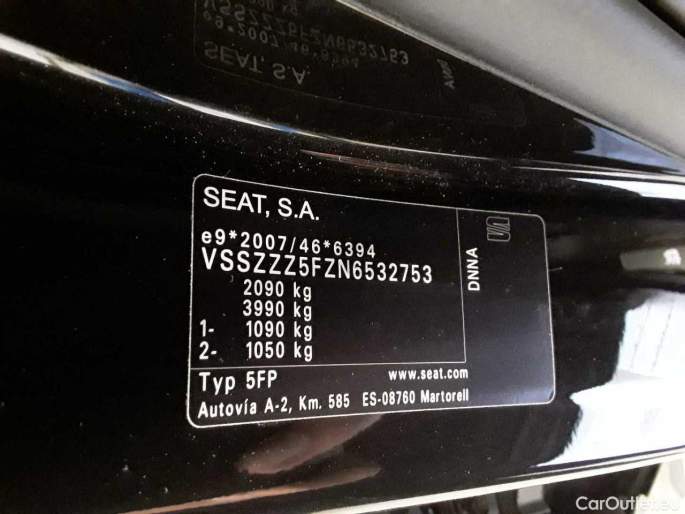 SEAT, S.A.
e9*2007/46*6394
VSSZZZ5FZN6532753
2090 kg
3990 kg
1- 1090 kg
2- 1050 kg
DNNA
Typ 5FP www.seat.com
Autovía A-2, Km. 585 ES-08760 Martorell
CarOutlet.eu